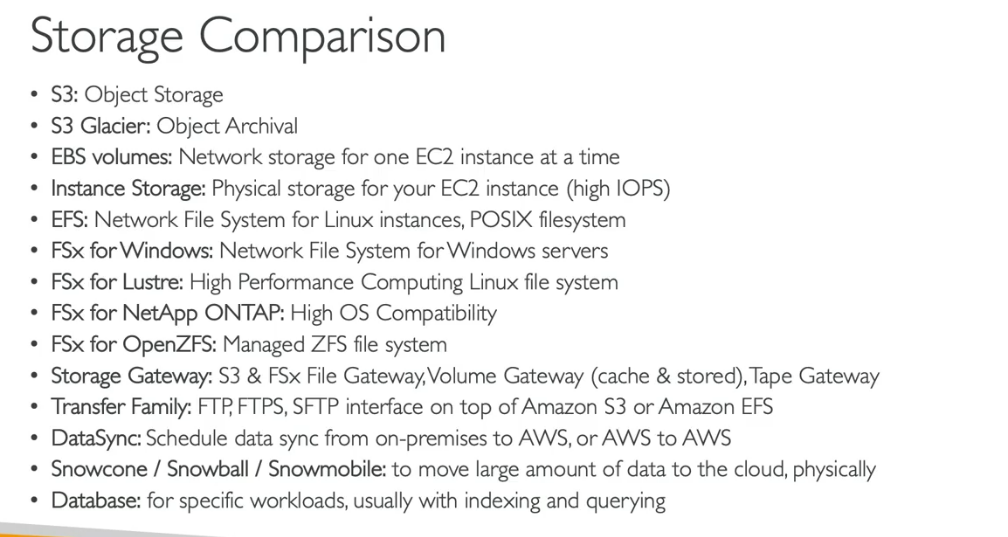 Storage Comparison
• S3: Object Storage
• S3 Glacier: Object Archival
• EBS volumes: Network storage for one EC2 instance at a time
• Instance Storage: Physical storage for your EC2 instance (high IOPS)
• EFS: Network File System for Linux instances, POSIX filesystem
• FSx for Windows: Network File System for Windows servers
• FSx for Lustre: High Performance Computing Linux file system
• FSx for NetApp ONTAP: High OS Compatibility
• FSx for OpenZFS: Managed ZFS file system
• Storage Gateway: S3 & FSx File Gateway, Volume Gateway (cache & stored), Tape Gateway
• Transfer Family: FTP, FTPS, SFTP interface on top of Amazon S3 or Amazon EFS
• DataSync: Schedule data sync from on-premises to AWS, or AWS to AWS
• Snowcone / Snowball / Snowmobile: to move large amount of data to the cloud, physically
• Database: for specific workloads, usually with indexing and querying